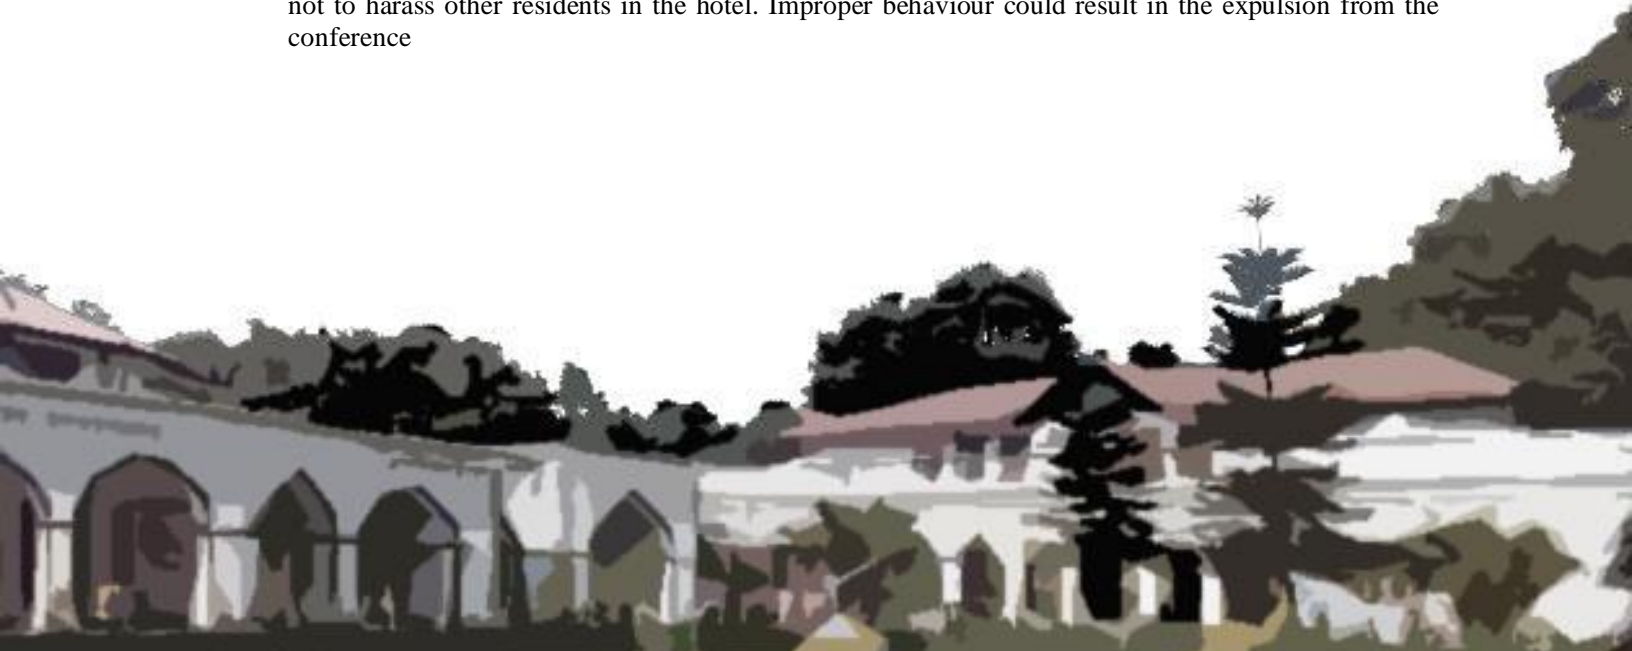 not to harass other residents in the hotel. Improper behaviour could result in the expulsion from the
conference